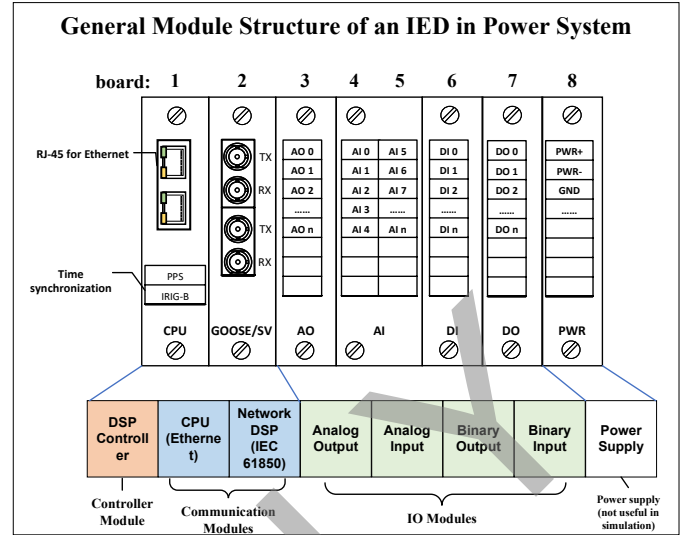 General Module Structure of an IED in Power System
board: 1 2 3 4 5 6 7 8
RJ-45 for Ethernet
TX
RX
TX
RX
AO 0
AO 1
AO 2
......
AO n
AI 0 AI 5
AI 1 AI 6
AI 2 AI 7
AI 3 ......
AI 4 AI n
DI 0
DI 1
DI 2
......
DI n
DO 0
DO 1
DO 2
......
DO n
PWR+
PWR-
GND
......
Time
synchronization
PPS
IRIG-B
CPU GOOSE/SV AO AI DI DO PWR
DSP
Controll
er
CPU
(Etherne
t)
Network
DSP
(IEC
61850)
Analog
Output
Analog
Input
Binary
Output
Binary
Input
Power
Supply
Controller
Module
Communication
Modules
IO Modules
Power supply
(not useful in
simulation)